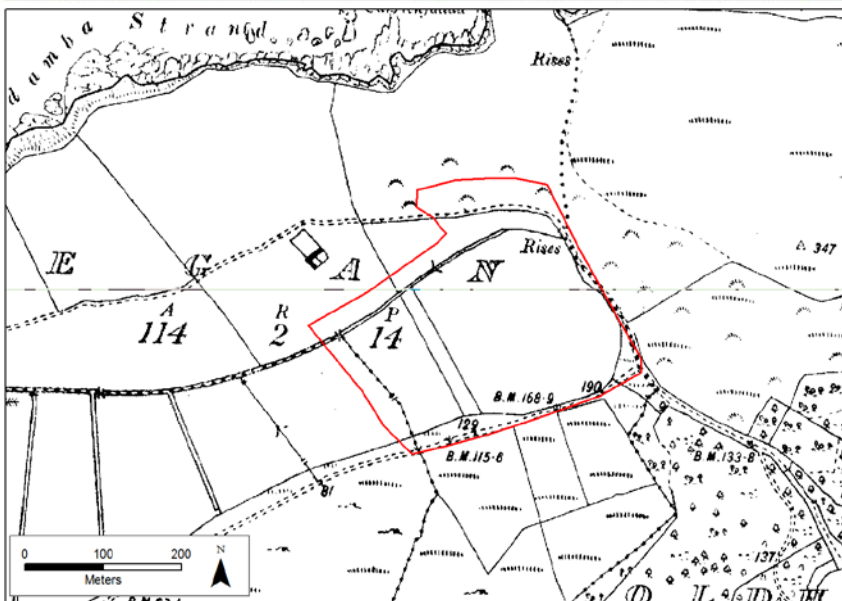 damba Strand
Rises
E G A N
Rises
347
A R P
114 2 14
B.M.168·9
190
129
B.M.115·6
B.M.133·8
81
137
0 100 200
Meters
N
O L D